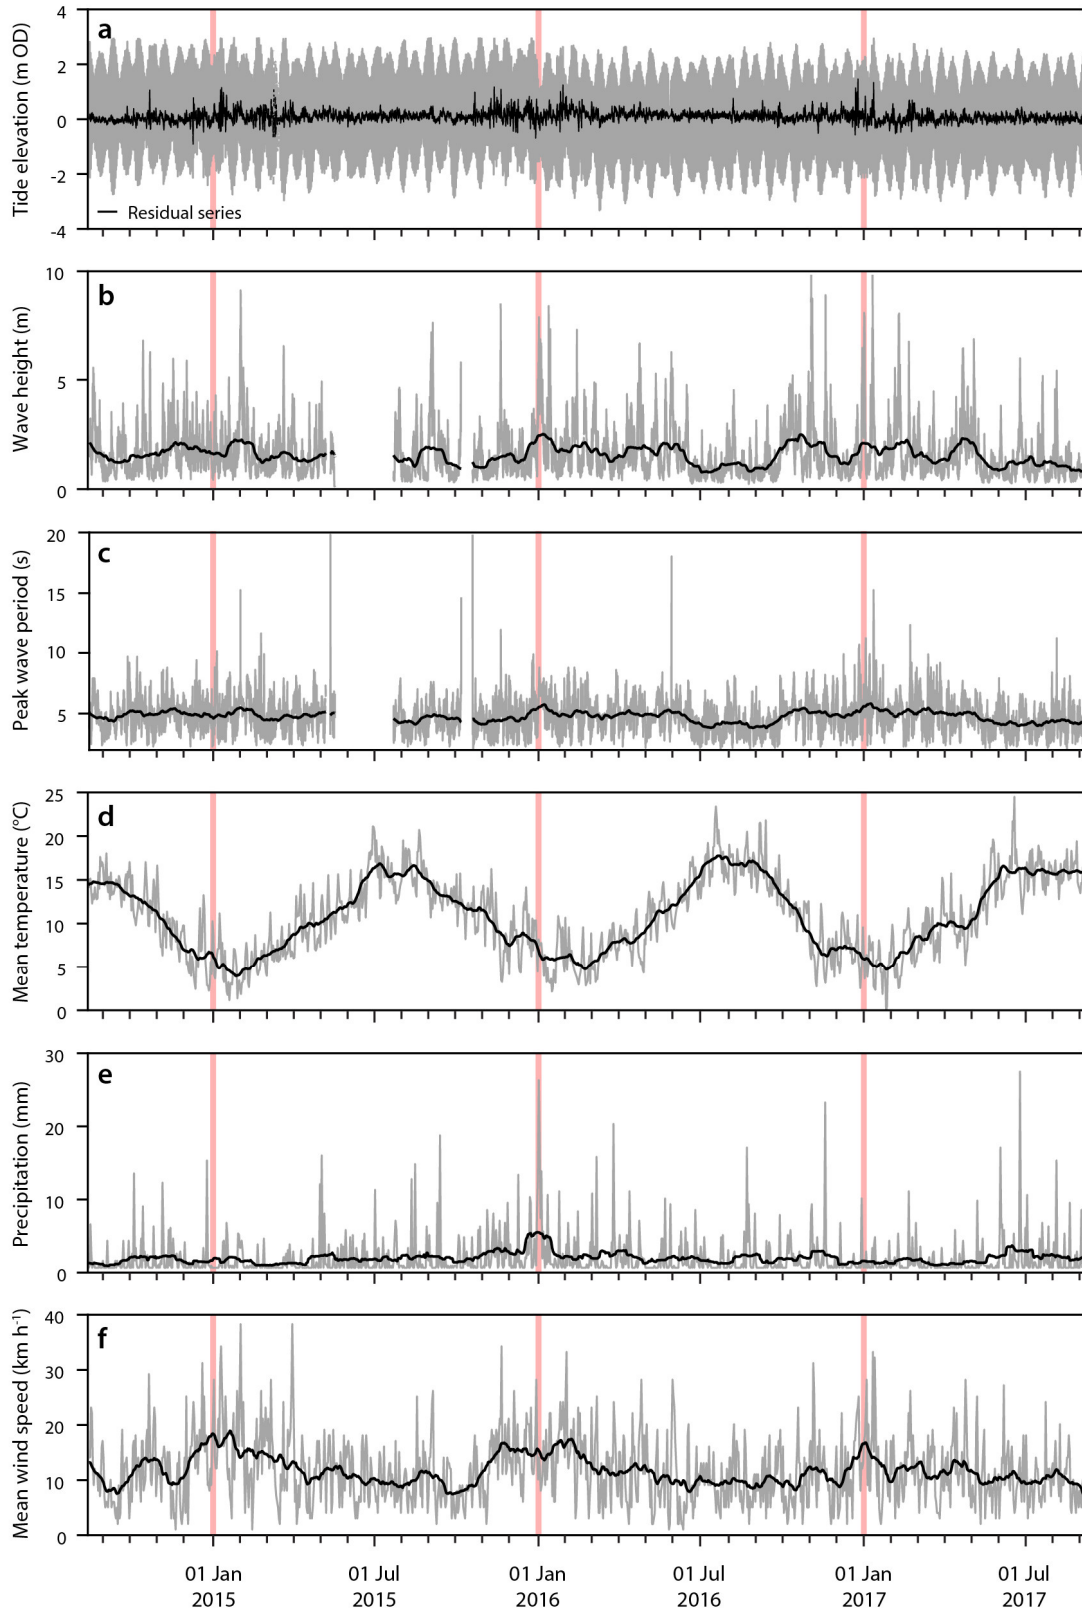 a
Tide elevation (m OD)
4
2
0
-2
-4
Residual series
b
Wave height (m)
10
5
0
c
Peak wave period (s)
20
15
10
5
d
Mean temperature (°C)
25
20
15
10
5
0
e
Precipitation (mm)
30
20
10
0
f
Mean wind speed (km h⁻¹)
40
30
20
10
0
01 Jan 01 Jul 01 Jan 01 Jul 01 Jan 01 Jul
2015 2015 2016 2016 2017 2017